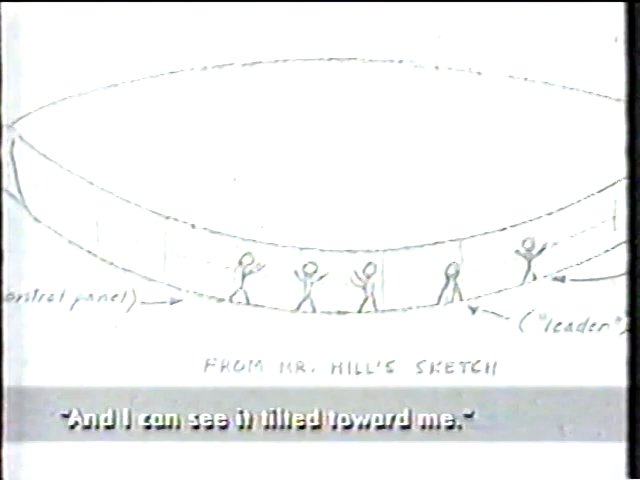 ontrol panel)
("leader")
FROM MR. HILL'S SKETCH
"And I can see it tilted toward me."